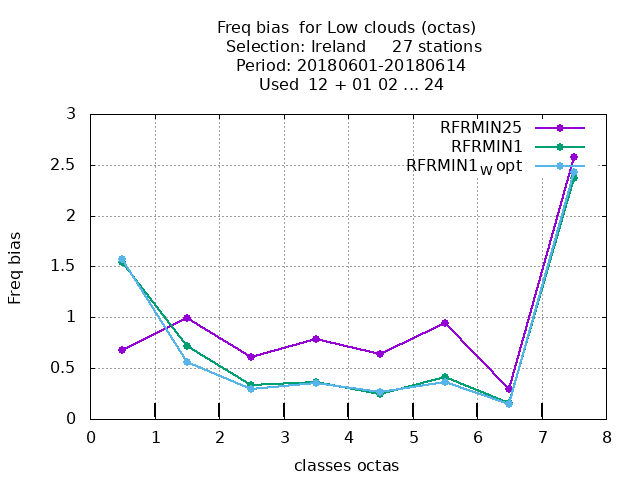 Freq bias  for Low clouds (octas)
Selection: Ireland     27 stations
Period: 20180601-20180614
Used  12 + 01 02 ... 24
RFRMIN25
RFRMIN1
RFRMIN1W opt
3
2.5
2
1.5
1
0.5
0
Freq bias
0 1 2 3 4 5 6 7 8
classes octas